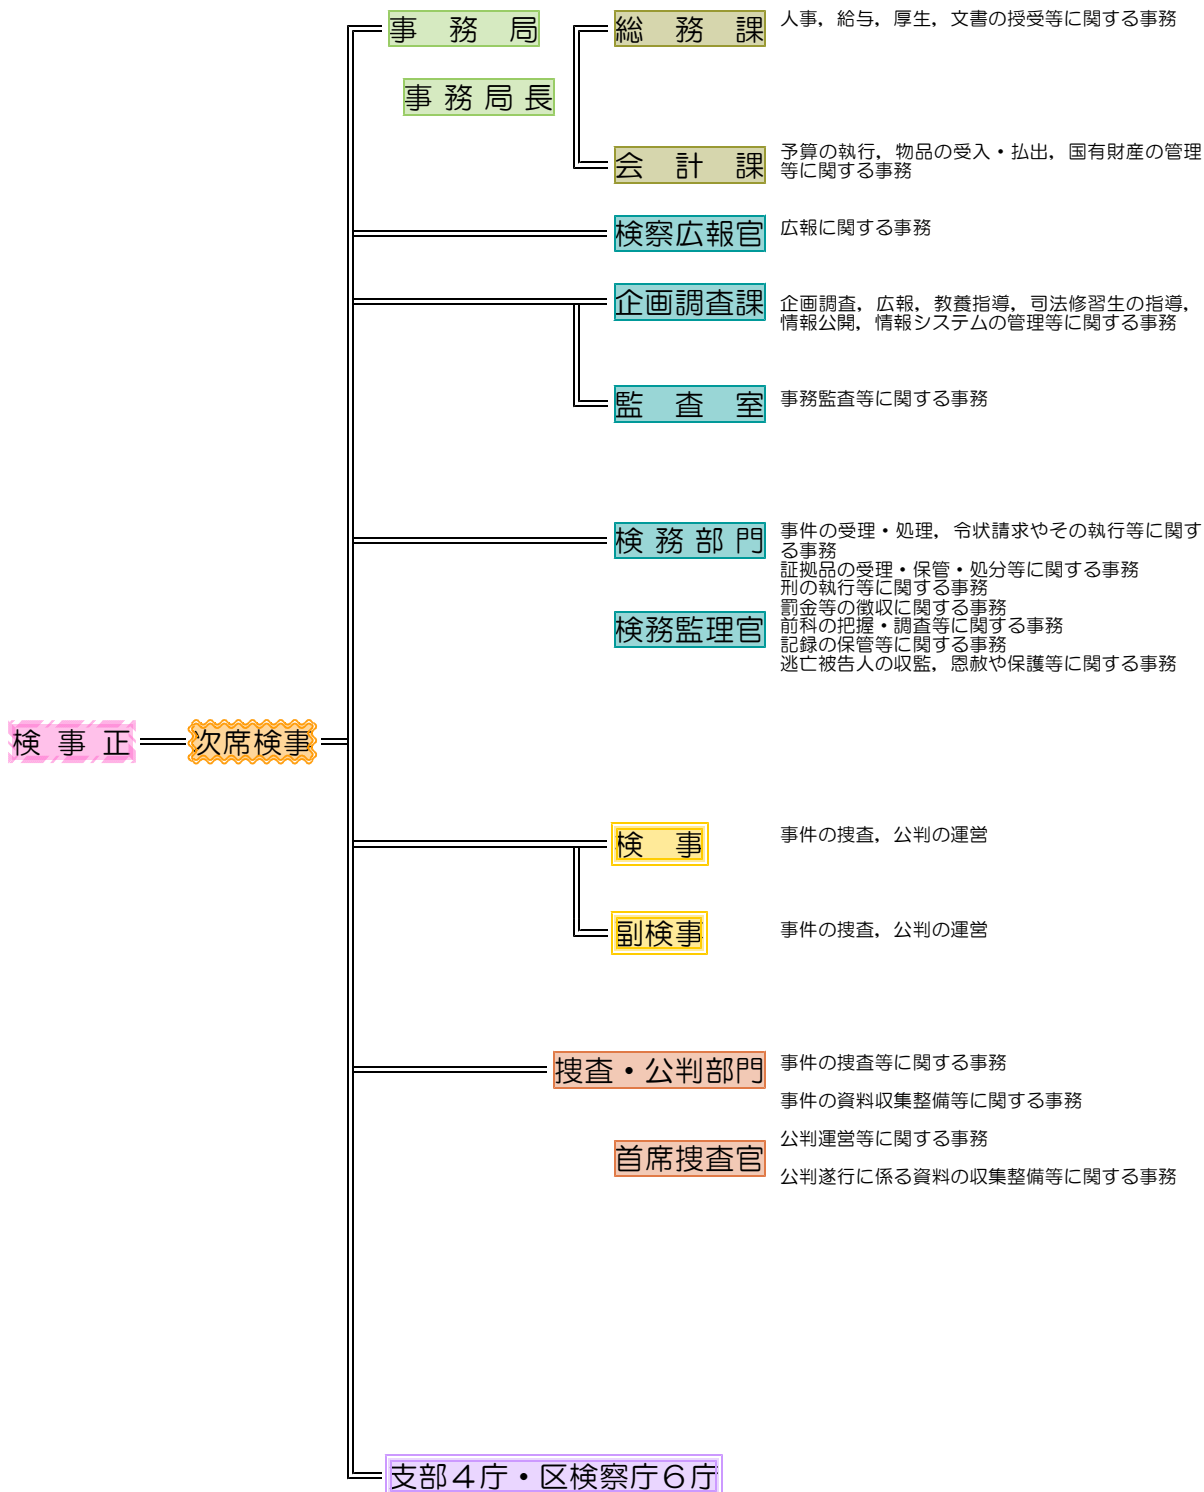 事　務　局
事 務 局 長
総　務　課
人事，給与，厚生，文書の授受等に関する事務
会　計　課
予算の執行，物品の受入・払出，国有財産の管理
等に関する事務
検察広報官
広報に関する事務
企画調査課
企画調査，広報，教養指導，司法修習生の指導，
情報公開，情報システムの管理等に関する事務
監　査　室
事務監査等に関する事務
検 務 部 門
検務監理官
事件の受理・処理，令状請求やその執行等に関す
る事務
証拠品の受理・保管・処分等に関する事務
刑の執行等に関する事務
罰金等の徴収に関する事務
前科の把握・調査等に関する事務
記録の保管等に関する事務
逃亡被告人の収監，恩赦や保護等に関する事務
検 事 正
次席検事
検　事
事件の捜査，公判の運営
副検事
事件の捜査，公判の運営
捜査・公判部門
首席捜査官
事件の捜査等に関する事務
事件の資料収集整備等に関する事務
公判運営等に関する事務
公判遂行に係る資料の収集整備等に関する事務
支部４庁・区検察庁６庁